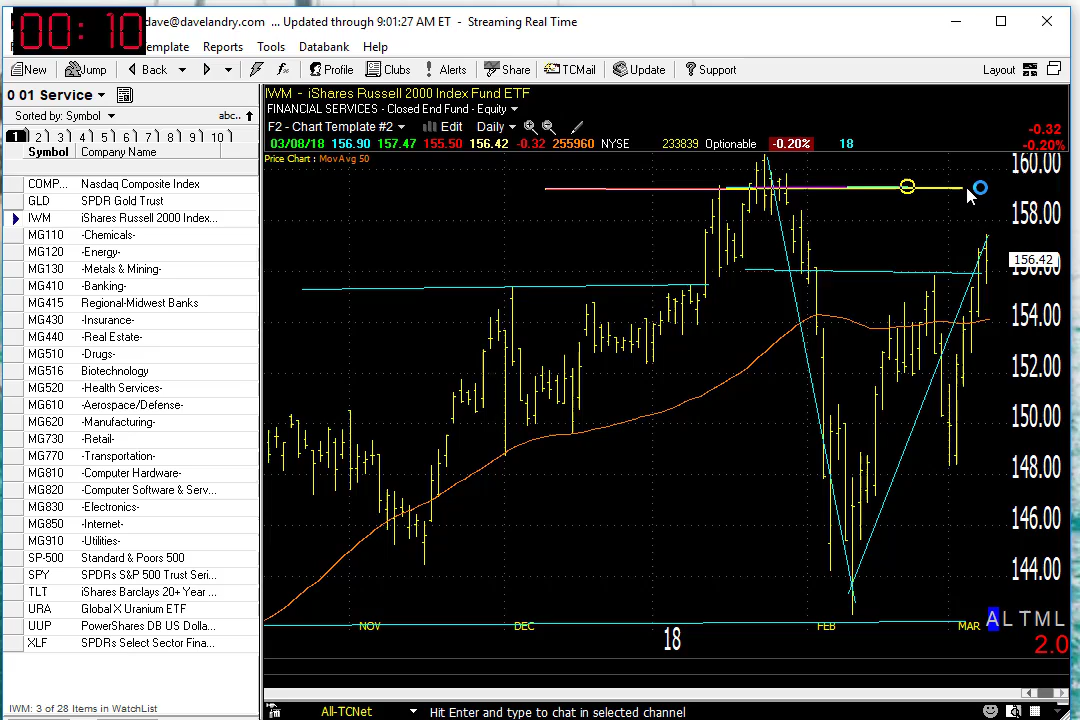 00:10
dave@davelandry.com ... Updated through 9:01:27 AM ET - Streaming Real Time
emplate Reports Tools Databank Help
New Jump Back Profile Clubs Alerts Share TCMail Update Support Layout
0 01 Service
Sorted by: Symbol abc..
1 2 3 4 5 6 7 8 9 10
Symbol Company Name
COMP... Nasdaq Composite Index
GLD SPDR Gold Trust
IWM iShares Russell 2000 Index...
MG110 -Chemicals-
MG120 -Energy-
MG130 -Metals & Mining-
MG410 -Banking-
MG415 Regional-Midwest Banks
MG430 -Insurance-
MG440 -Real Estate-
MG510 -Drugs-
MG516 Biotechnology
MG520 -Health Services-
MG610 -Aerospace/Defense-
MG620 -Manufacturing-
MG730 -Retail-
MG770 -Transportation-
MG810 -Computer Hardware-
MG820 -Computer Software & Serv...
MG830 -Electronics-
MG850 -Internet-
MG910 -Utilities-
SP-500 Standard & Poors 500
SPY SPDRs S&P 500 Trust Seri...
TLT iShares Barclays 20+ Year ...
URA Global X Uranium ETF
UUP PowerShares DB US Dolla...
XLF SPDRs Select Sector Fina...
IWM: 3 of 28 Items in WatchList
IWM - iShares Russell 2000 Index Fund ETF
FINANCIAL SERVICES - Closed End Fund - Equity
F2 - Chart Template #2 Edit Daily
03/08/18 156.90 157.47 155.50 156.42 -0.32 255960 NYSE 233839 Optionable -0.20% 18
-0.32
-0.20%
Price Chart : MovAvg 50
160.00
158.00
156.42
156.00
154.00
152.00
150.00
148.00
146.00
144.00
NOV DEC 18 FEB MAR
A L T M L
2.0
All-TCNet Hit Enter and type to chat in selected channel